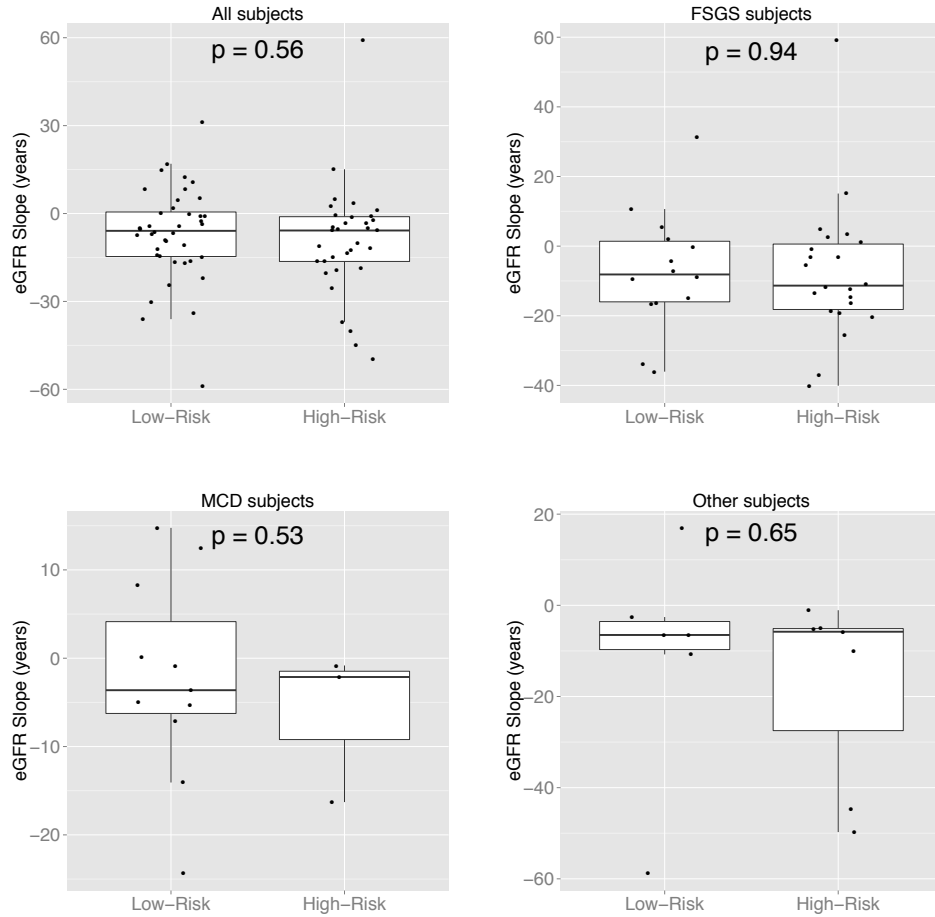 All subjects
p = 0.56
eGFR Slope (years)
60
30
0
−30
−60
Low−Risk
High−Risk
FSGS subjects
p = 0.94
eGFR Slope (years)
60
40
20
−0
−20
−40
Low−Risk
High−Risk
MCD subjects
p = 0.53
eGFR Slope (years)
10
0
−10
−20
Low−Risk
High−Risk
Other subjects
p = 0.65
eGFR Slope (years)
20
0
−20
−40
−60
Low−Risk
High−Risk